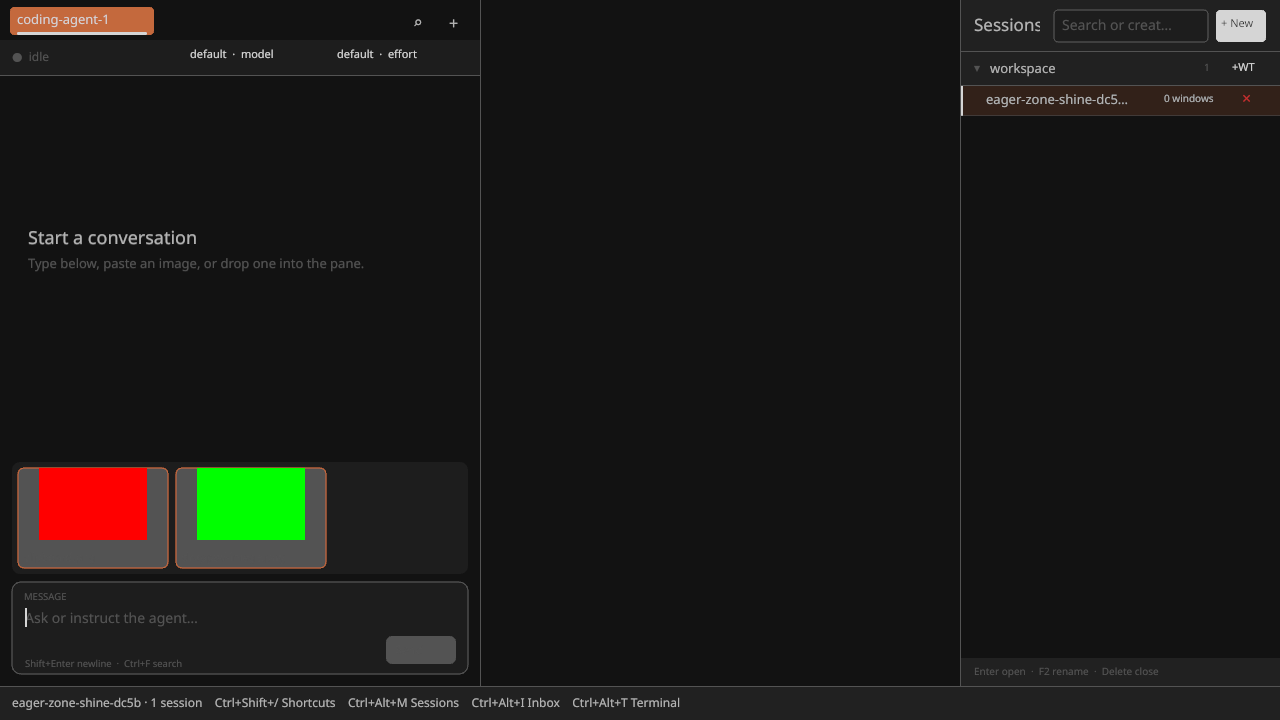 coding-agent-1
⌕ +
idle default · model default · effort
Start a conversation
Type below, paste an image, or drop one into the pane.
MESSAGE
Ask or instruct the agent...
Shift+Enter newline · Ctrl+F search
Sessions Search or creat... + New
▼ workspace 1 +WT
eager-zone-shine-dc5... 0 windows ✕
Enter open · F2 rename · Delete close
eager-zone-shine-dc5b · 1 session Ctrl+Shift+/ Shortcuts Ctrl+Alt+M Sessions Ctrl+Alt+I Inbox Ctrl+Alt+T Terminal